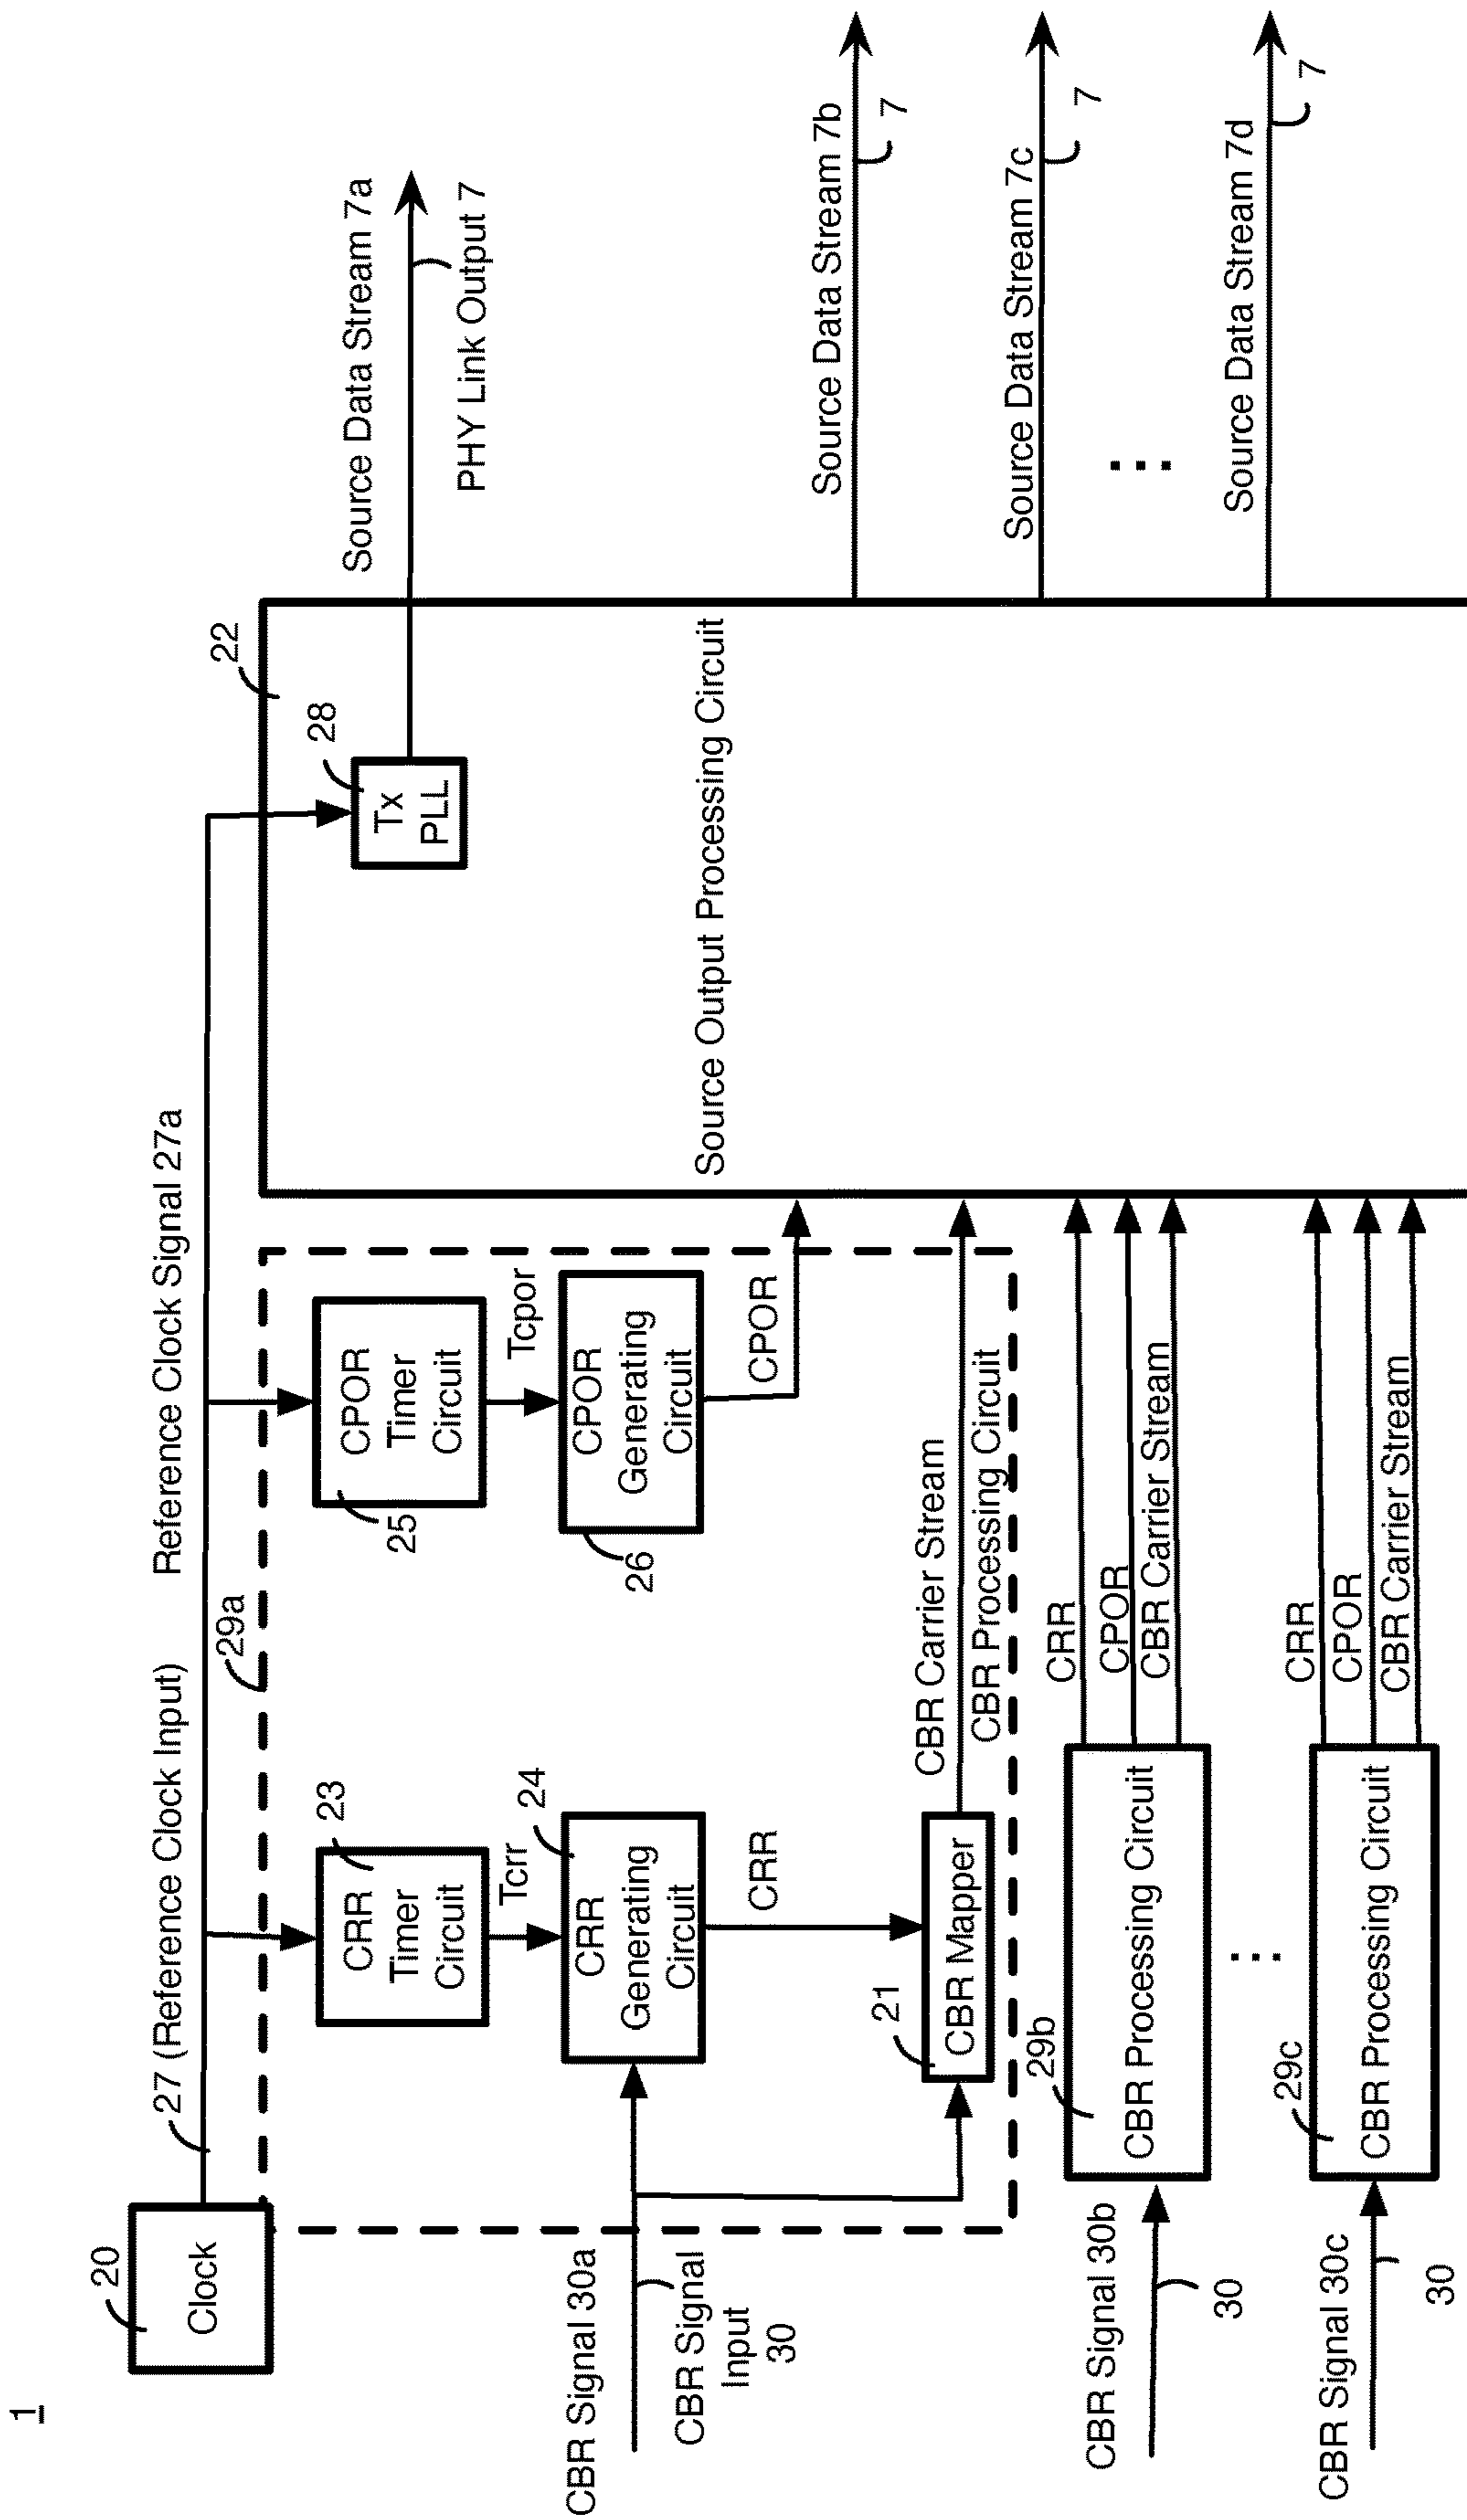 1
20
Clock
27 (Reference Clock Input)
Reference Clock Signal 27a
29a
22
23
CRR
Timer
Circuit
Tcrr
24
CRR
Generating
Circuit
CRR
25
CPOR
Timer
Circuit
Tcpor
26
CPOR
Generating
Circuit
CPOR
28
Tx
PLL
Source Data Stream 7a
PHY Link Output 7
Source Output Processing Circuit
CBR Signal 30a
CBR Signal
Input
30
21
CBR Mapper
CBR Carrier Stream
CBR Processing Circuit
Source Data Stream 7b
7
Source Data Stream 7c
7
Source Data Stream 7d
7
CBR Signal 30b
30
29b
CBR Processing Circuit
CRR
CPOR
CBR Carrier Stream
CBR Signal 30c
30
29c
CBR Processing Circuit
CRR
CPOR
CBR Carrier Stream